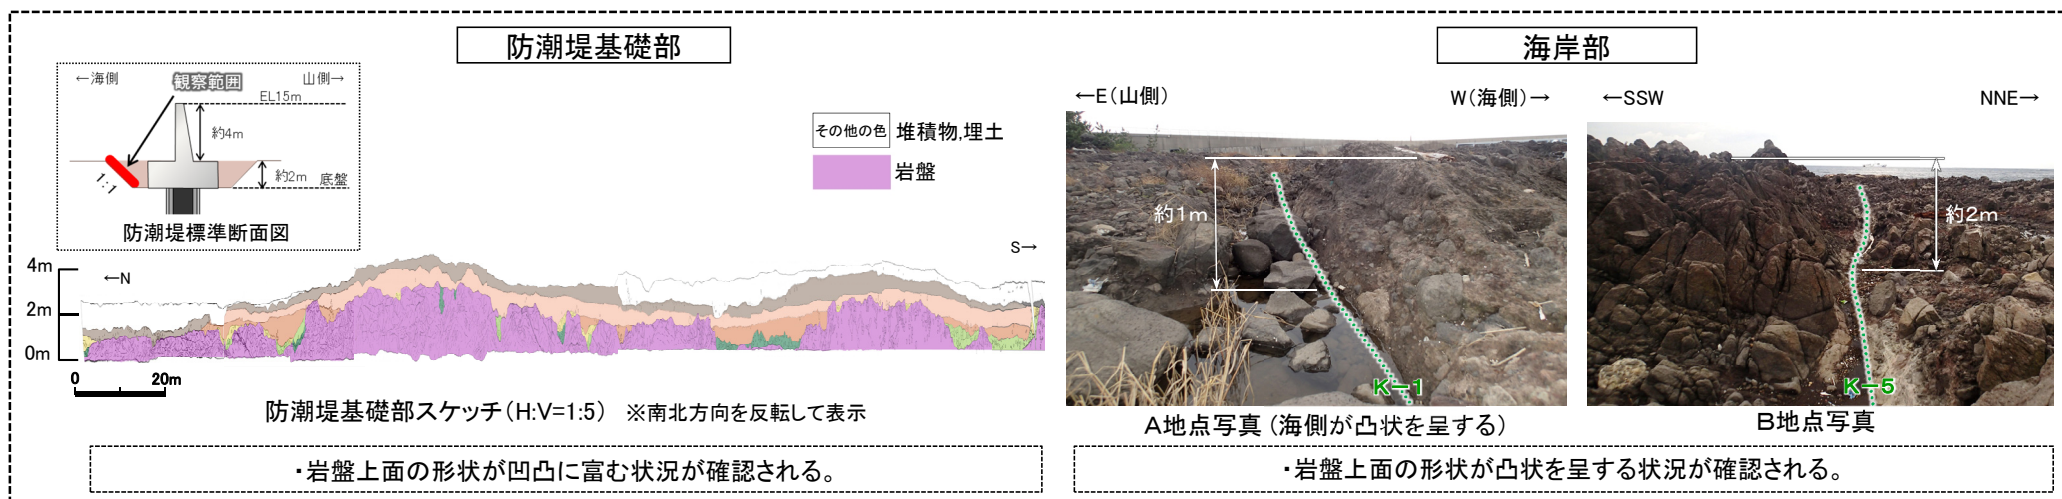 防潮堤基礎部
←海側
山側→
観察範囲
EL15m
約4m
約2m
底盤
1:1
防潮堤標準断面図
その他の色 堆積物,埋土
岩盤
S→
4m
←N
2m
0m
0
20m
防潮堤基礎部スケッチ(H:V=1:5) ※南北方向を反転して表示
・岩盤上面の形状が凹凸に富む状況が確認される。
海岸部
←E(山側)
W(海側)→
約1m
K-1
A地点写真(海側が凸状を呈する)
←SSW
NNE→
約2m
K-5
B地点写真
・岩盤上面の形状が凸状を呈する状況が確認される。